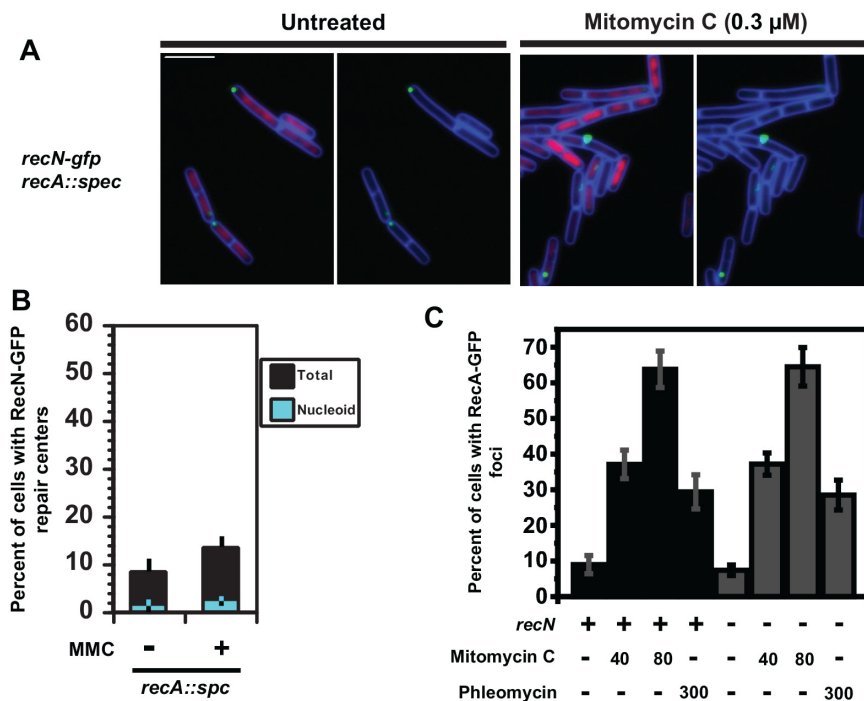 Untreated
Mitomycin C (0.3 µM)
A
recN-gfp
recA::spec
B
Percent of cells with RecN-GFP
repair centers
60
50
40
30
20
10
0
Total
Nucleoid
MMC - +
recA::spc
C
Percent of cells with RecA-GFP
foci
70
60
50
40
30
20
10
0
recN + + + + - - - -
Mitomycin C - 40 80 - - 40 80 -
Phleomycin - - - 300 - - - 300